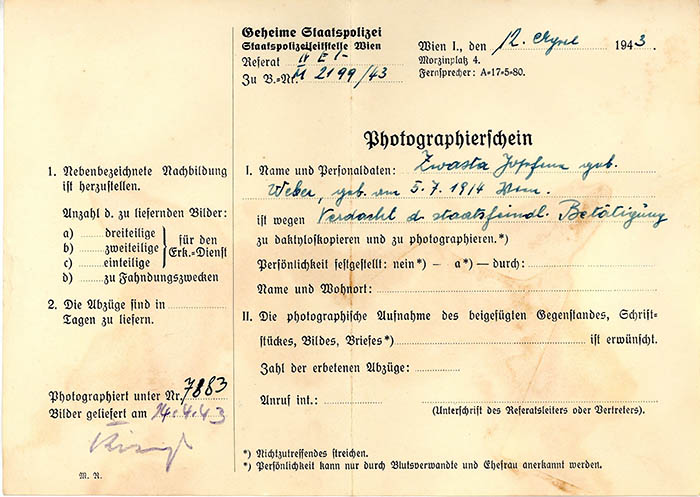 Geheime Staatspolizei
Staatspolizeileitstelle Wien
Referat IV E 1-
Zu B.=Nr. 2199/43
Wien I., den 12. April 1943.
Morzinplatz 4.
Fernsprecher: A=17=5=80.
Photographierschein
1. Nebenbezeichnete Nachbildung
ist herzustellen.
Anzahl d. zu liefernden Bilder:
a) dreiteilige
b) zweiteilige
c) einteilige
für den
Erk.=Dienst
d) zu Fahndungszwecken
2. Die Abzüge sind in
Tagen zu liefern.
Photographiert unter Nr. 7883
Bilder geliefert am 14.4.43
M. R.
I. Name und Personaldaten: Zwasta Josefine geb.
Weber, geb. am 5.7.1914 Wien.
ist wegen Verdacht d. staatsfeindl. Betätigung
zu daktyloskopieren und zu photographieren.*)
Persönlichkeit festgestellt: nein*) – a*) — durch:
Name und Wohnort:
II. Die photographische Aufnahme des beigefügten Gegenstandes, Schrift-
stückes, Bildes, Briefes*) ist erwünscht.
Zahl der erbetenen Abzüge:
Anruf int.:
(Unterschrift des Referatsleiters oder Vertreters).
*) Nichtzutreffendes streichen.
*) Persönlichkeit kann nur durch Blutsverwandte und Ehefrau anerkannt werden.